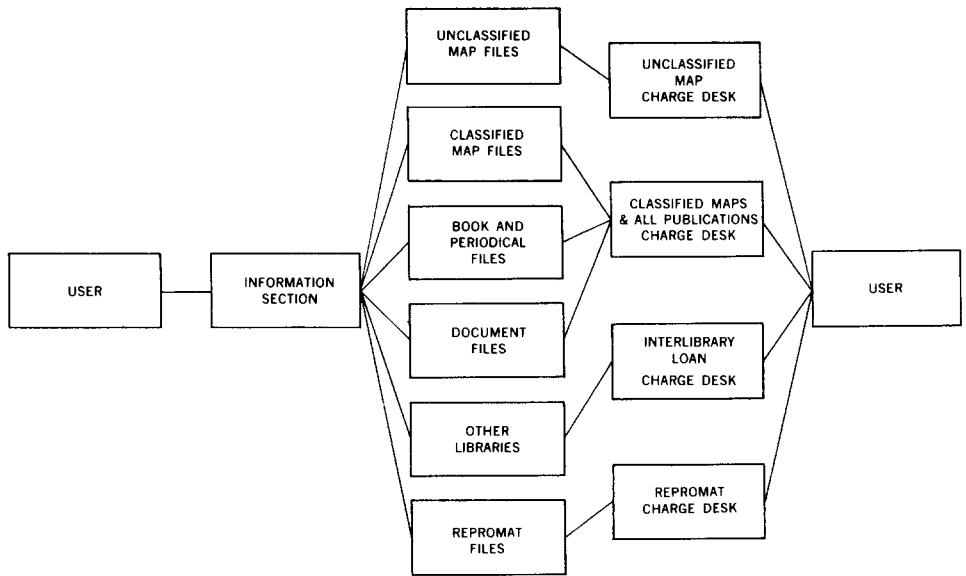 USER
INFORMATION
SECTION
UNCLASSIFIED
MAP FILES
CLASSIFIED
MAP FILES
BOOK AND
PERIODICAL
FILES
DOCUMENT
FILES
OTHER
LIBRARIES
REPROMAT
FILES
UNCLASSIFIED
MAP
CHARGE DESK
CLASSIFIED MAPS
& ALL PUBLICATIONS
CHARGE DESK
INTERLIBRARY
LOAN
CHARGE DESK
REPROMAT
CHARGE DESK
USER